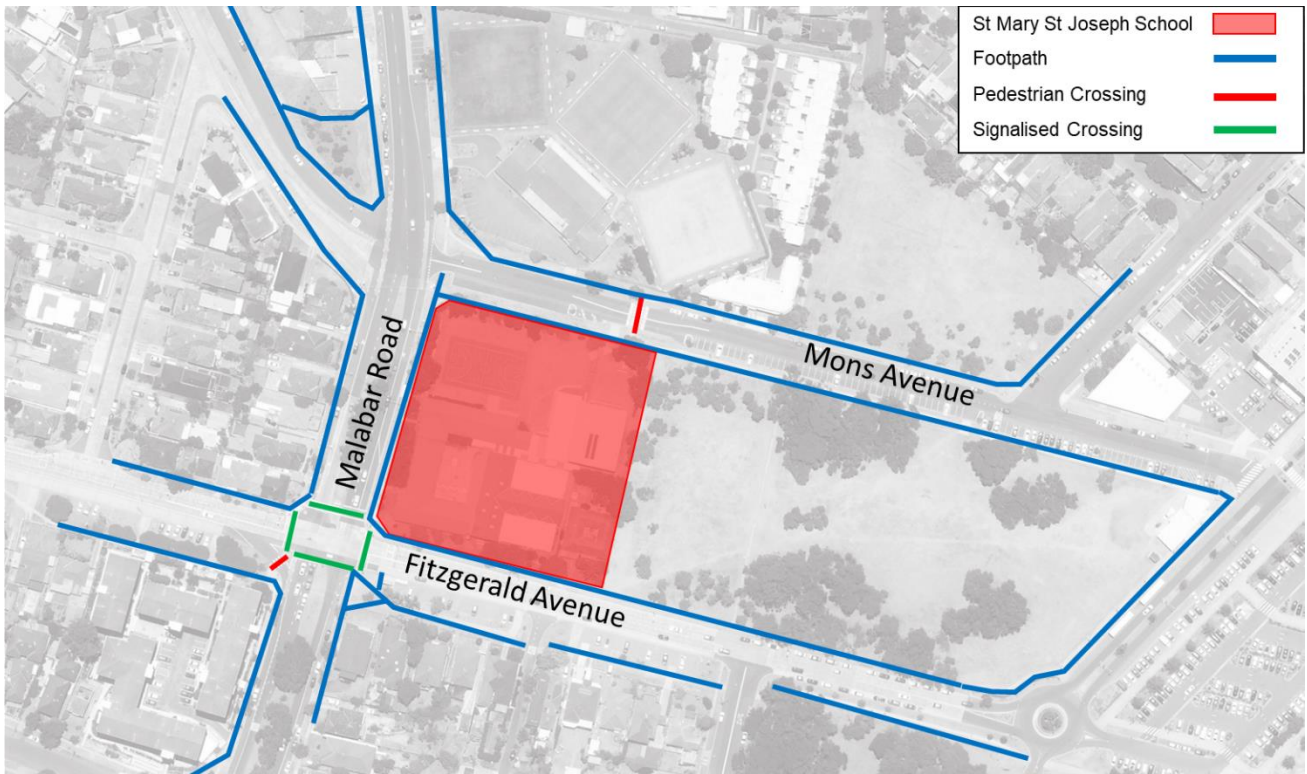 St Mary St Joseph School
Footpath
Pedestrian Crossing
Signalised Crossing
Malabar Road
Mons Avenue
Fitzgerald Avenue